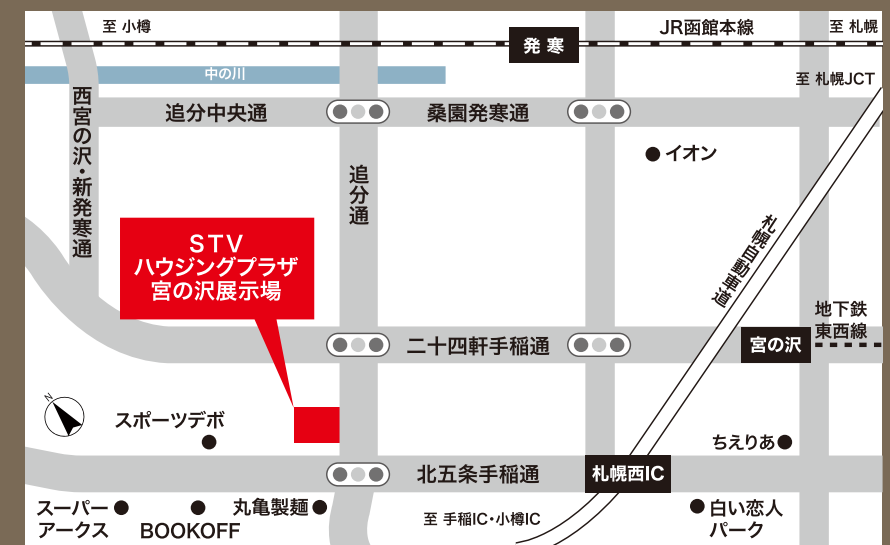 至 小樽
JR函館本線
至 札幌
発寒
中の川
至 札幌JCT
追分中央通
桑園発寒通
西宮の沢・新発寒通
イオン
追分通
STV
ハウジングプラザ
宮の沢展示場
札幌自動車道
地下鉄
東西線
二十四軒手稲通
宮の沢
N
スポーツデポ
ちえりあ
北五条手稲通
札幌西IC
スーパー
アークス
BOOKOFF
丸亀製麺
至 手稲IC・小樽IC
白い恋人
パーク